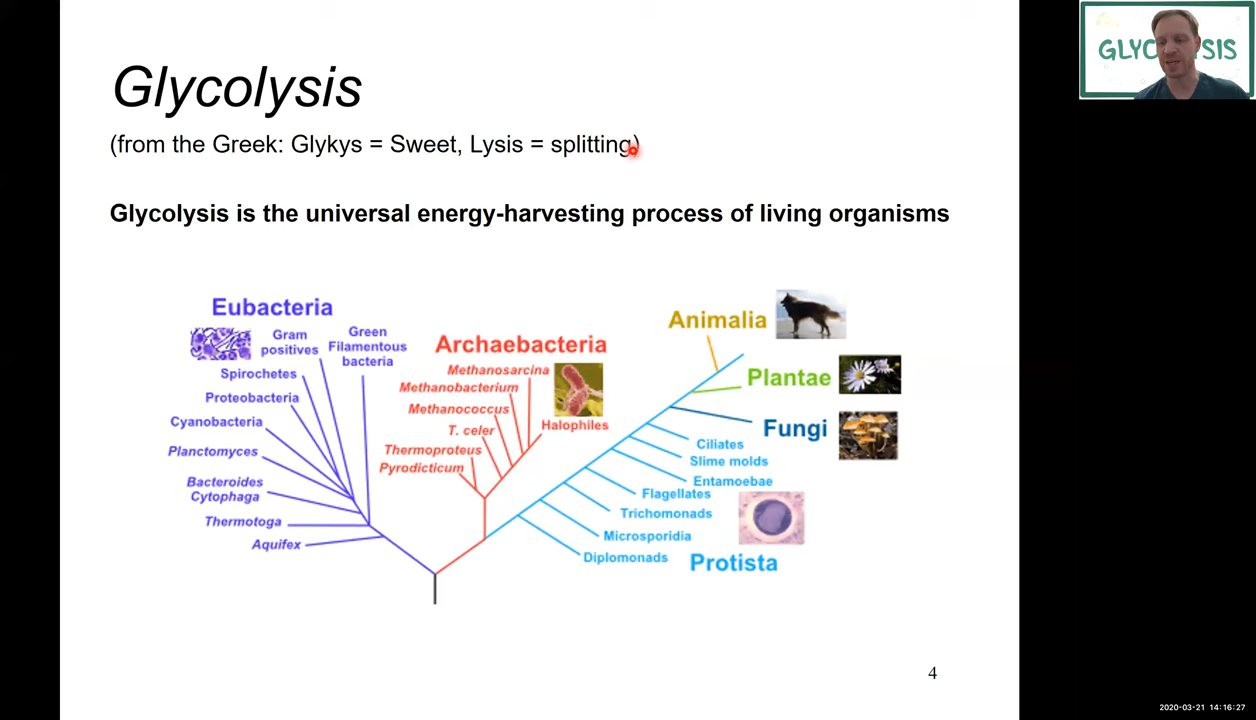 Glycolysis
(from the Greek: Glykys = Sweet, Lysis = splitting)
Glycolysis is the universal energy-harvesting process of living organisms
Eubacteria
Gram
positives
Green
Filamentous
bacteria
Spirochetes
Proteobacteria
Cyanobacteria
Planctomyces
Bacteroides
Cytophaga
Thermotoga
Aquifex
Archaebacteria
Methanosarcina
Methanobacterium
Methanococcus
T. celer
Thermoproteus
Pyrodicticum
Halophiles
Animalia
Plantae
Fungi
Ciliates
Slime molds
Entamoebae
Flagellates
Trichomonads
Microsporidia
Diplomonads
Protista
4
GLYC SIS
2020-03-21 14:16:27